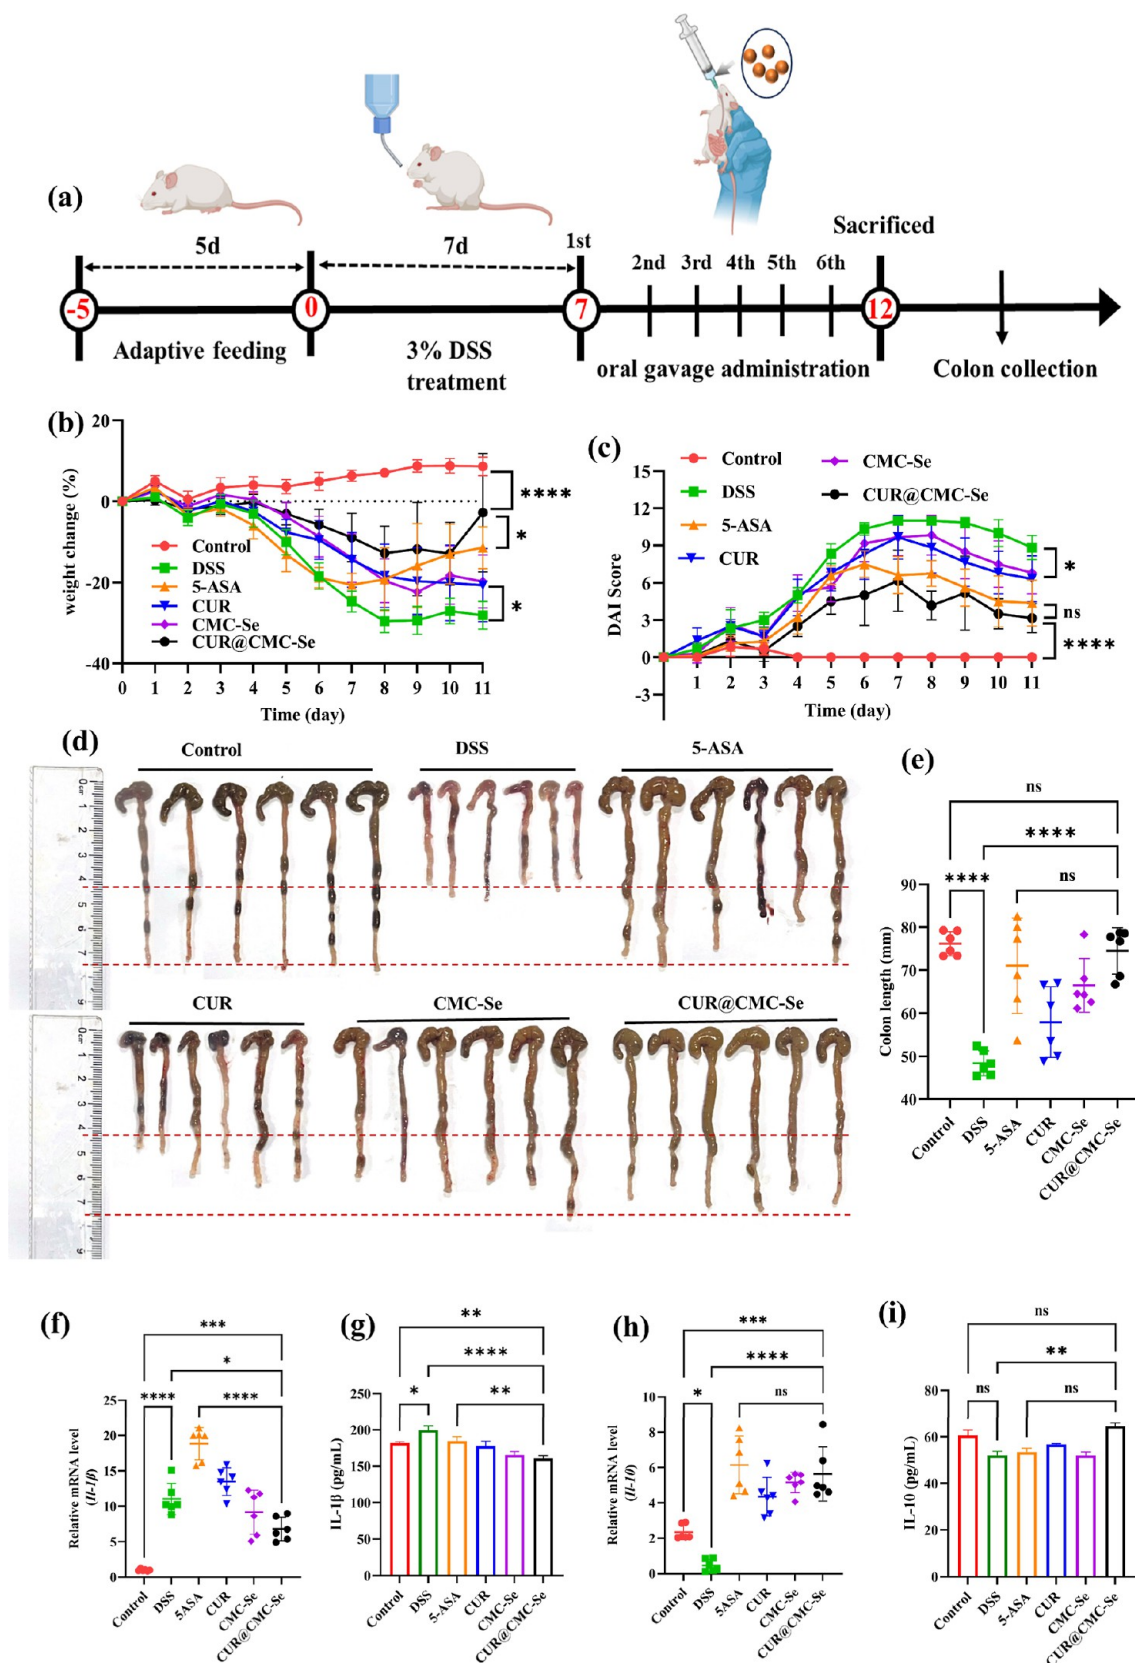 (a)
Sacrificed
5d
7d
1st
2nd
3rd
4th
5th
6th
-5
0
7
12
Adaptive feeding
3% DSS
treatment
oral gavage administration
Colon collection
(b)
weight change (%)
20
0
-20
-40
Control
DSS
5-ASA
CUR
CMC-Se
CUR@CMC-Se
****
*
*
0 1 2 3 4 5 6 7 8 9 10 11
Time (day)
(c)
Control
DSS
5-ASA
CUR
CMC-Se
CUR@CMC-Se
DAI Score
15
12
9
6
3
0
-3
*
ns
****
1 2 3 4 5 6 7 8 9 10 11
Time (day)
(d)
Control
DSS
5-ASA
CUR
CMC-Se
CUR@CMC-Se
(e)
ns
****
****
ns
Colon length (mm)
90
80
70
60
50
40
Control
DSS
5-ASA
CUR
CMC-Se
CUR@CMC-Se
(f)
***
*
****
****
Relative mRNA level
(Il-1β)
25
20
15
10
5
0
Control
DSS
5ASA
CUR
CMC-Se
CUR@CMC-Se
(g)
**
****
*
**
IL-1β (pg/mL)
250
200
150
100
50
0
Control
DSS
5-ASA
CUR
CMC-Se
CUR@CMC-Se
(h)
***
****
*
ns
Relative mRNA level
(Il-10)
10
8
6
4
2
0
Control
DSS
5-ASA
CUR
CMC-Se
CUR@CMC-Se
(i)
ns
**
ns
ns
IL-10 (pg/mL)
80
60
40
20
0
Control
DSS
5-ASA
CUR
CMC-Se
CUR@CMC-Se